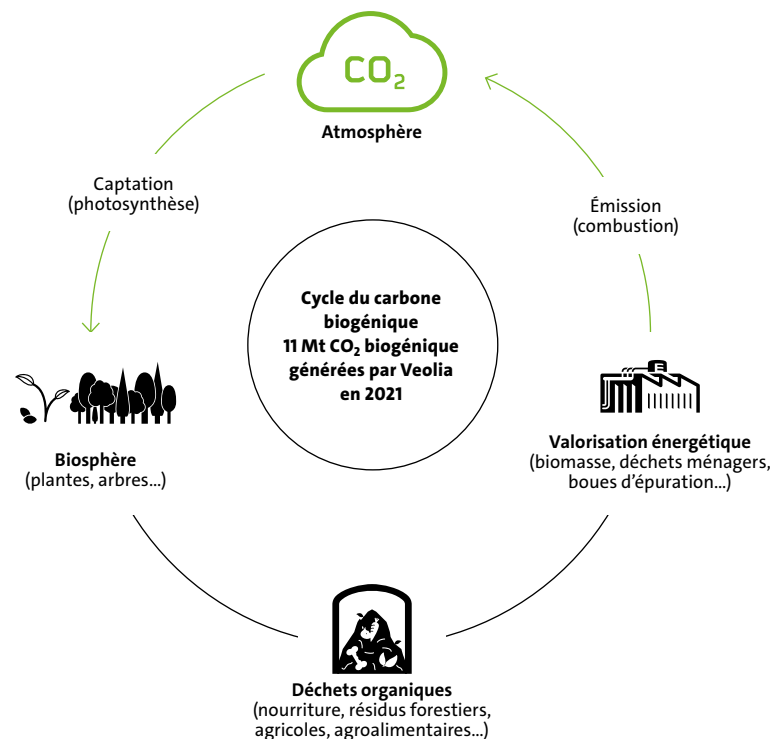 CO₂
Atmosphère
Captation
(photosynthèse)
Émission
(combustion)
Cycle du carbone
biogénique
11 Mt CO₂ biogénique
générées par Veolia
en 2021
E
Biosphère
(plantes, arbres...)
Valorisation énergétique
(biomasse, déchets ménagers,
boues d’épuration...)
Déchets organiques
(nourriture, résidus forestiers,
agricoles, agroalimentaires...)